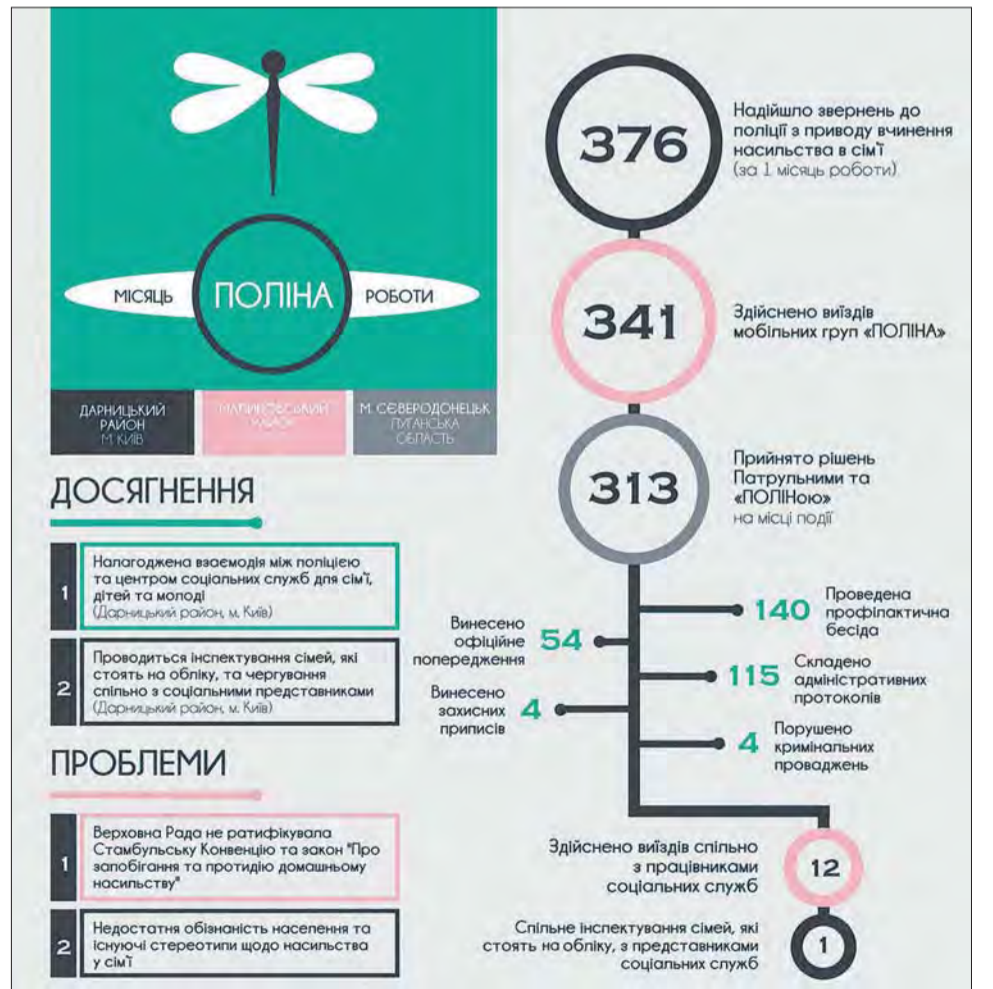 МІСЯЦЬ ПОЛІНА РОБОТИ
ДАРНИЦЬКИЙ
РАЙОН
М. КИЇВ
МАЛИНОВСЬКИЙ
РАЙОН
М. СЄВЕРОДОНЕЦЬК
ЛУГАНСЬКА
ОБЛАСТЬ
ДОСЯГНЕННЯ
1
Налагоджена взаємодія між поліцією
та центром соціальних служб для сім'ї,
дітей та молоді
(Дарницький район, м. Київ)
2
Проводиться інспектування сімей, які
стоять на обліку, та чергування
спільно з соціальними представниками
(Дарницький район, м. Київ)
ПРОБЛЕМИ
1
Верховна Рада не ратифікувала
Стамбульську Конвенцію та закон "Про
запобігання та протидію домашньому
насильству"
2
Недостатня обізнаність населення та
існуючі стереотипи щодо насильства
у сім'ї
376
Надійшло звернень до
поліції з приводу вчинення
насильства в сім'ї
(за 1 місяць роботи)
341
Здійснено виїздів
мобільних груп «ПОЛІНА»
313
Прийнято рішень
Патрульними та
«ПОЛІНою»
на місці події
140
Проведена
профілактична
бесіда
Винесено
офіційне
попередження
54
115
Складено
адміністративних
протоколів
Винесено
захисних
приписів
4
4
Порушено
кримінальних
проваджень
Здійснено виїздів спільно
з працівниками
соціальних служб
12
Спільне інспектування сімей, які
стоять на обліку, з представниками
соціальних служб
1